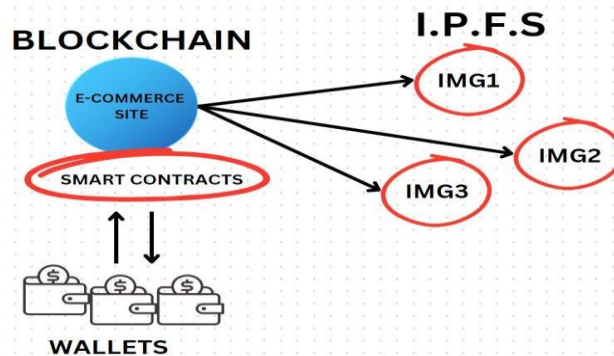 BLOCKCHAIN
I.P.F.S
E-COMMERCE
SITE
IMG1
IMG2
IMG3
SMART CONTRACTS
$ $ $
WALLETS